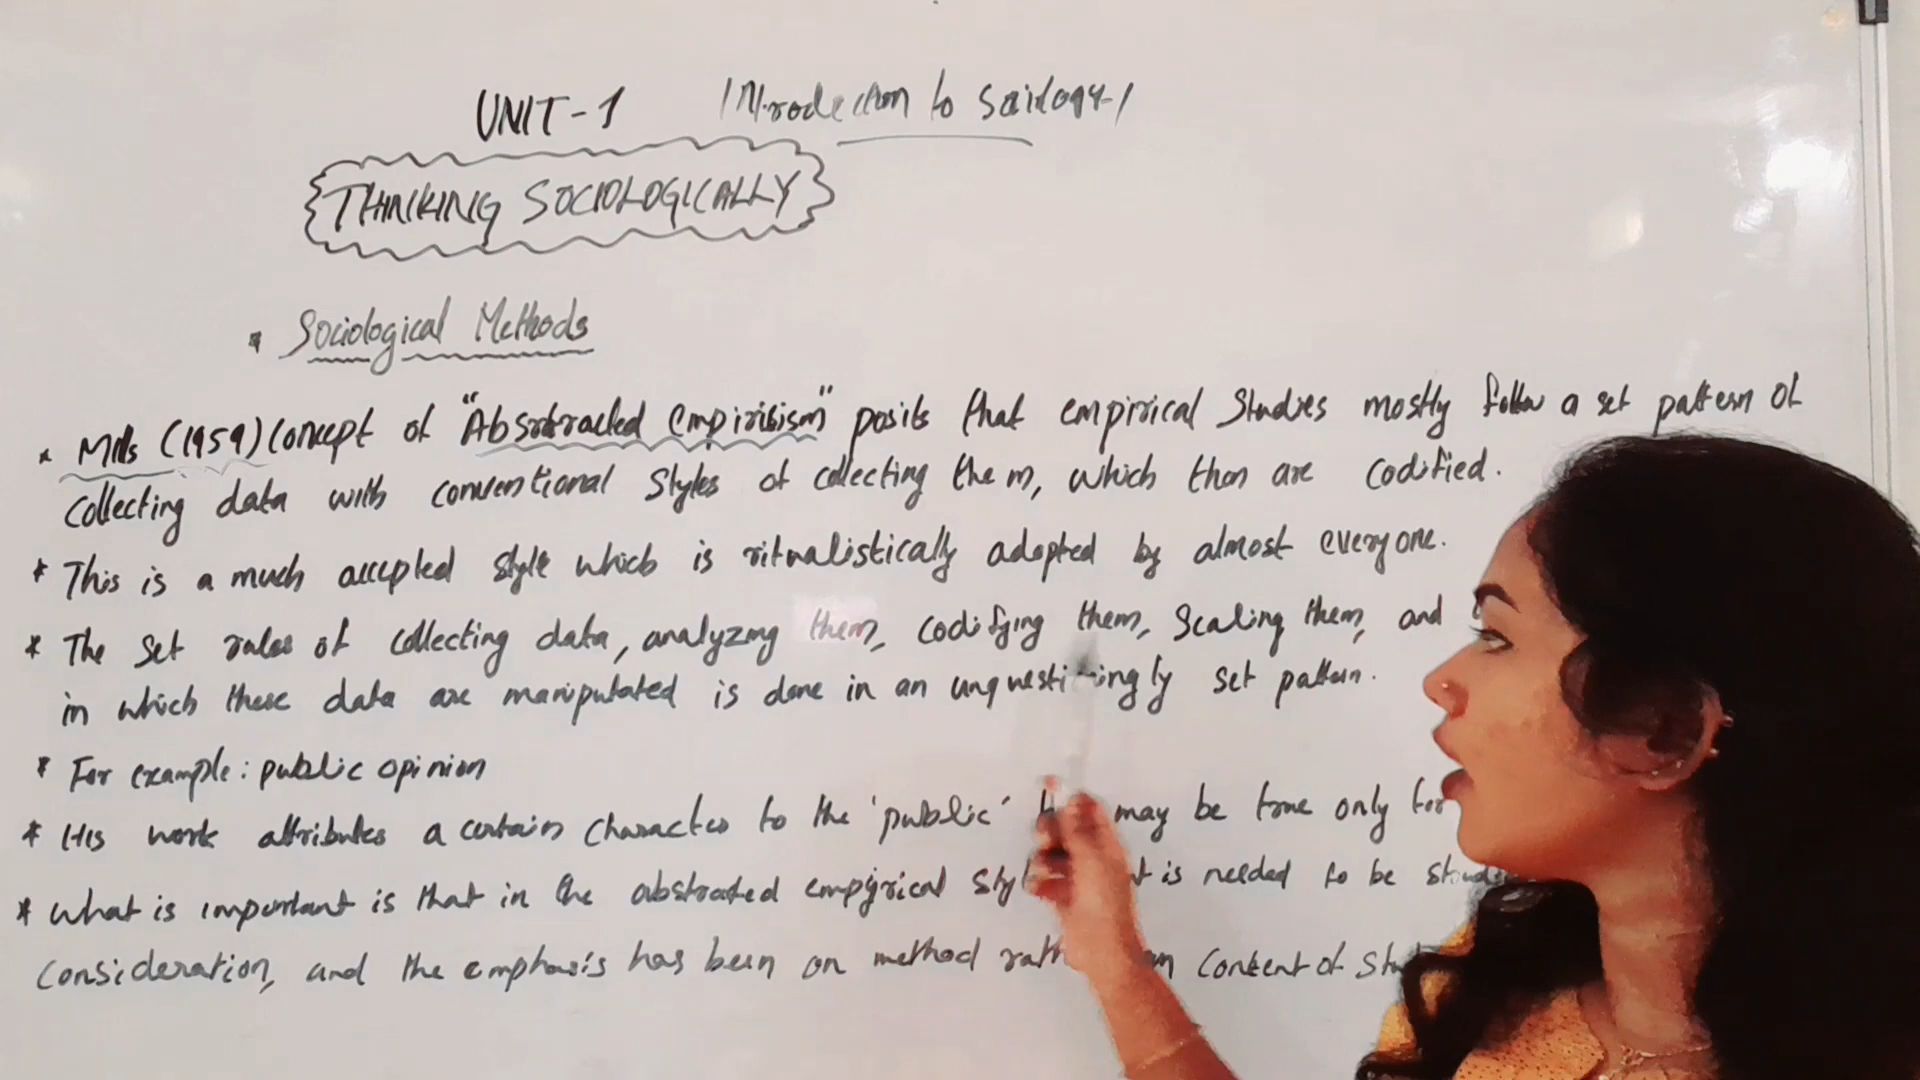 UNIT-1 Introduction to Sociology-1
THINKING SOCIOLOGICALLY
* Sociological Methods
* Mills (1959) Concept of "Absrtracted Empiricism" posits that empirical Studies mostly follow a set pattern of
collecting data with conventional Styles of collecting them, which then are codified.
* This is a much accepted style which is ritualistically adopted by almost everyone.
* The set rules of collecting data, analyzing them, codifying them, Scaling them, and
in which these data are maniputated is done in an unquestioningly set pattern.
* For example: public opinion
* His work attributes a certain character to the 'public' may be true only for
* What is important is that in the abstracted empyrical is needed to be
consideration, and the emphasis has been on method content of